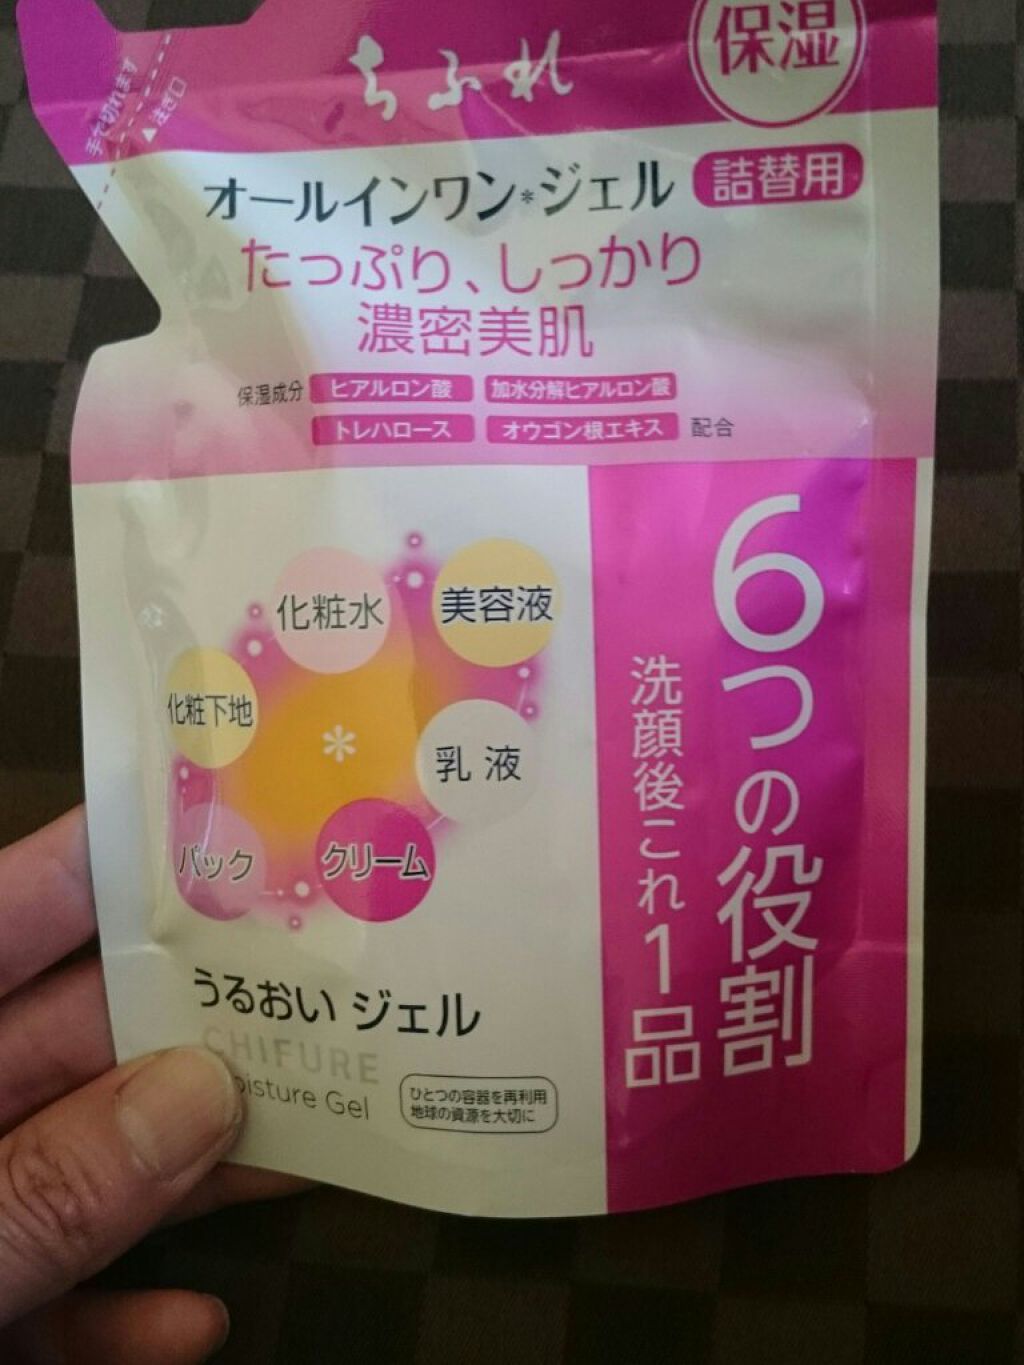 ちふれ
保湿
手で切れます
▲注ぎ口
オールインワン*ジェル
詰替用
たっぷり、しっかり
濃密美肌
保湿成分 ヒアルロン酸 加水分解ヒアルロン酸
トレハロース オウゴン根エキス 配合
6つの役割
洗顔後これ1品
化粧水
美容液
化粧下地
乳液
パック
クリーム
うるおい ジェル
CHIFURE
oisture Gel
ひとつの容器を再利用
地球の資源を大切に